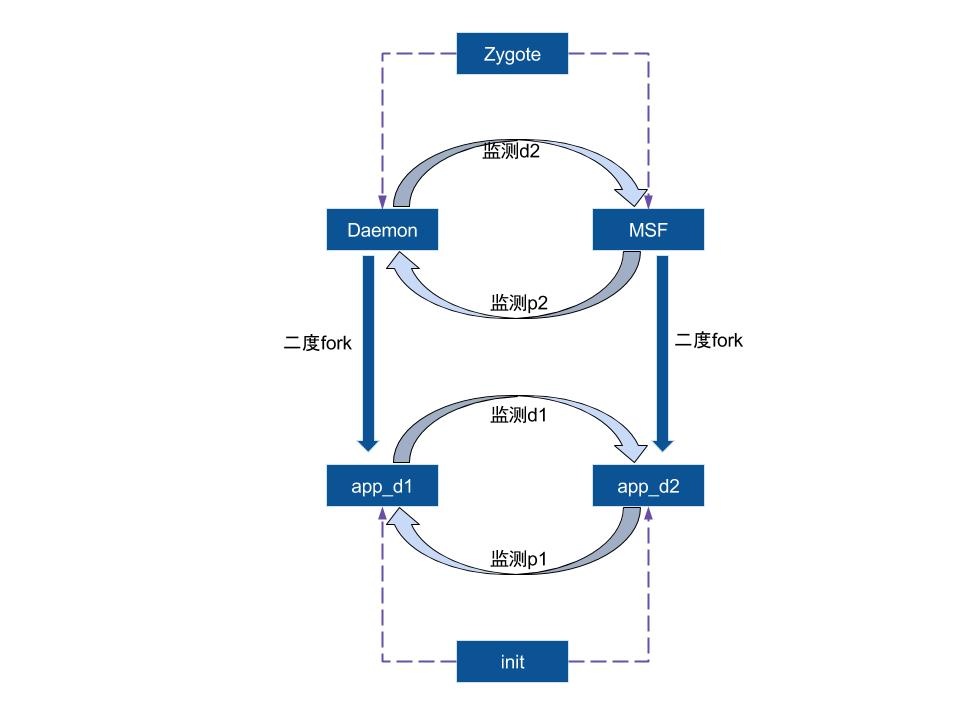 Zygote
监测d2
Daemon
MSF
监测p2
二度fork
二度fork
监测d1
app_d1
app_d2
监测p1
init